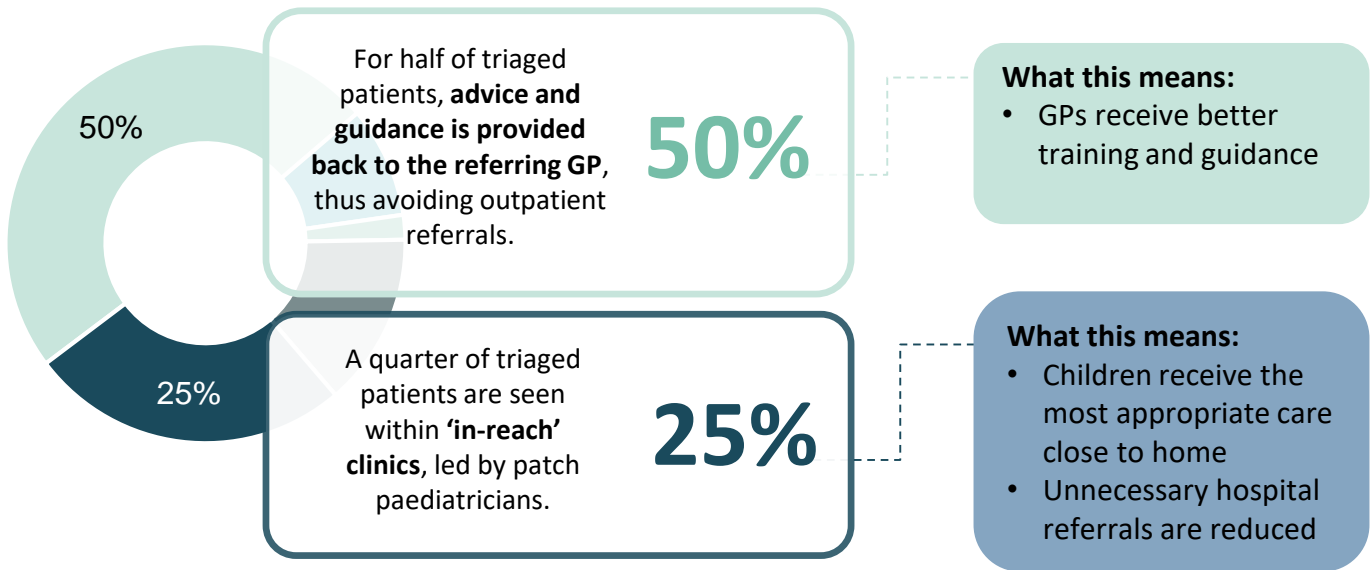 50%
25%
For half of triaged
patients, advice and
guidance is provided
back to the referring GP,
thus avoiding outpatient
referrals.
50%
What this means:
• GPs receive better
training and guidance
A quarter of triaged
patients are seen
within ‘in-reach’
clinics, led by patch
paediatricians.
25%
What this means:
• Children receive the
most appropriate care
close to home
• Unnecessary hospital
referrals are reduced